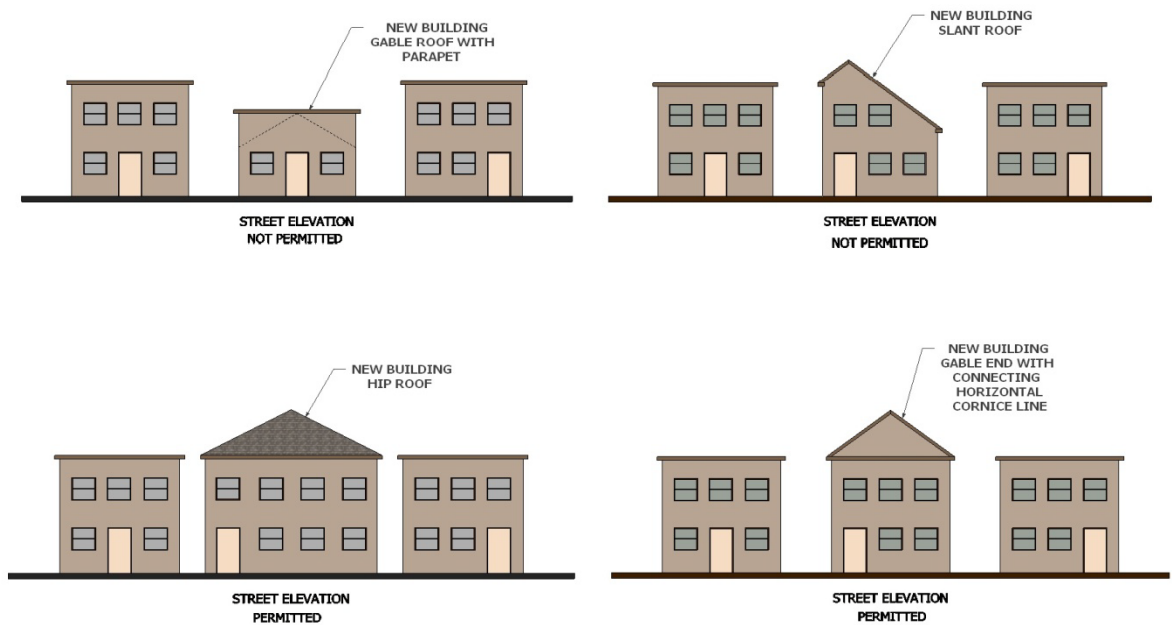 NEW BUILDING
GABLE ROOF WITH
PARAPET
STREET ELEVATION
NOT PERMITTED
NEW BUILDING
SLANT ROOF
STREET ELEVATION
NOT PERMITTED
NEW BUILDING
HIP ROOF
STREET ELEVATION
PERMITTED
NEW BUILDING
GABLE END WITH
CONNECTING
HORIZONTAL
CORNICE LINE
STREET ELEVATION
PERMITTED